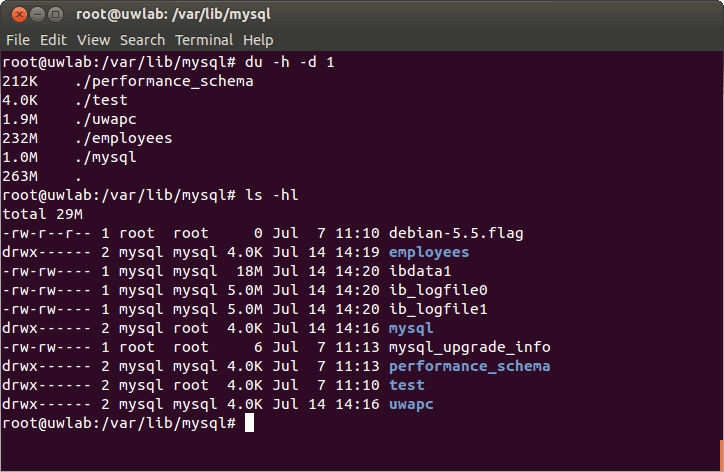 root@uwlab: /var/lib/mysql
File Edit View Search Terminal Help
root@uwlab:/var/lib/mysql# du -h -d 1
212K    ./performance_schema
4.0K    ./test
1.9M    ./uwapc
232M    ./employees
1.0M    ./mysql
263M    .
root@uwlab:/var/lib/mysql# ls -hl
total 29M
-rw-r--r-- 1 root  root     0 Jul  7 11:10 debian-5.5.flag
drwx------ 2 mysql mysql 4.0K Jul 14 14:19 employees
-rw-rw---- 1 mysql mysql  18M Jul 14 14:20 ibdata1
-rw-rw---- 1 mysql mysql 5.0M Jul 14 14:20 ib_logfile0
-rw-rw---- 1 mysql mysql 5.0M Jul 14 14:20 ib_logfile1
drwx------ 2 mysql root  4.0K Jul 14 14:16 mysql
-rw-rw---- 1 root  root     6 Jul  7 11:13 mysql_upgrade_info
drwx------ 2 mysql mysql 4.0K Jul  7 11:13 performance_schema
drwx------ 2 mysql root  4.0K Jul  7 11:10 test
drwx------ 2 mysql mysql 4.0K Jul 14 14:16 uwapc
root@uwlab:/var/lib/mysql#